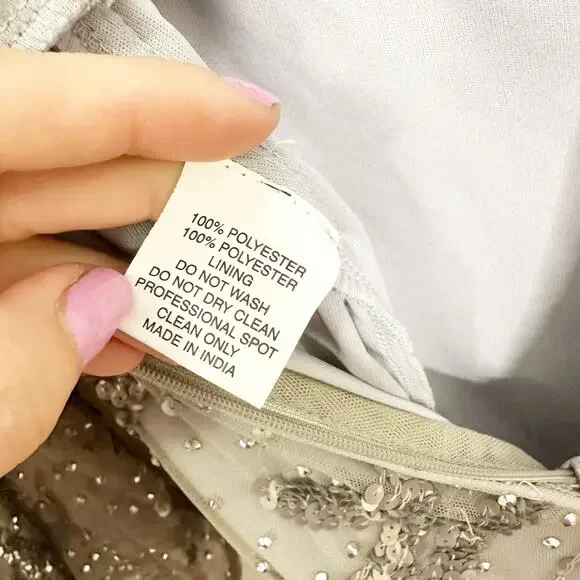 100% POLYESTER
100% POLYESTER
LINING
DO NOT WASH
DO NOT DRY CLEAN
PROFESSIONAL SPOT
CLEAN ONLY
MADE IN INDIA